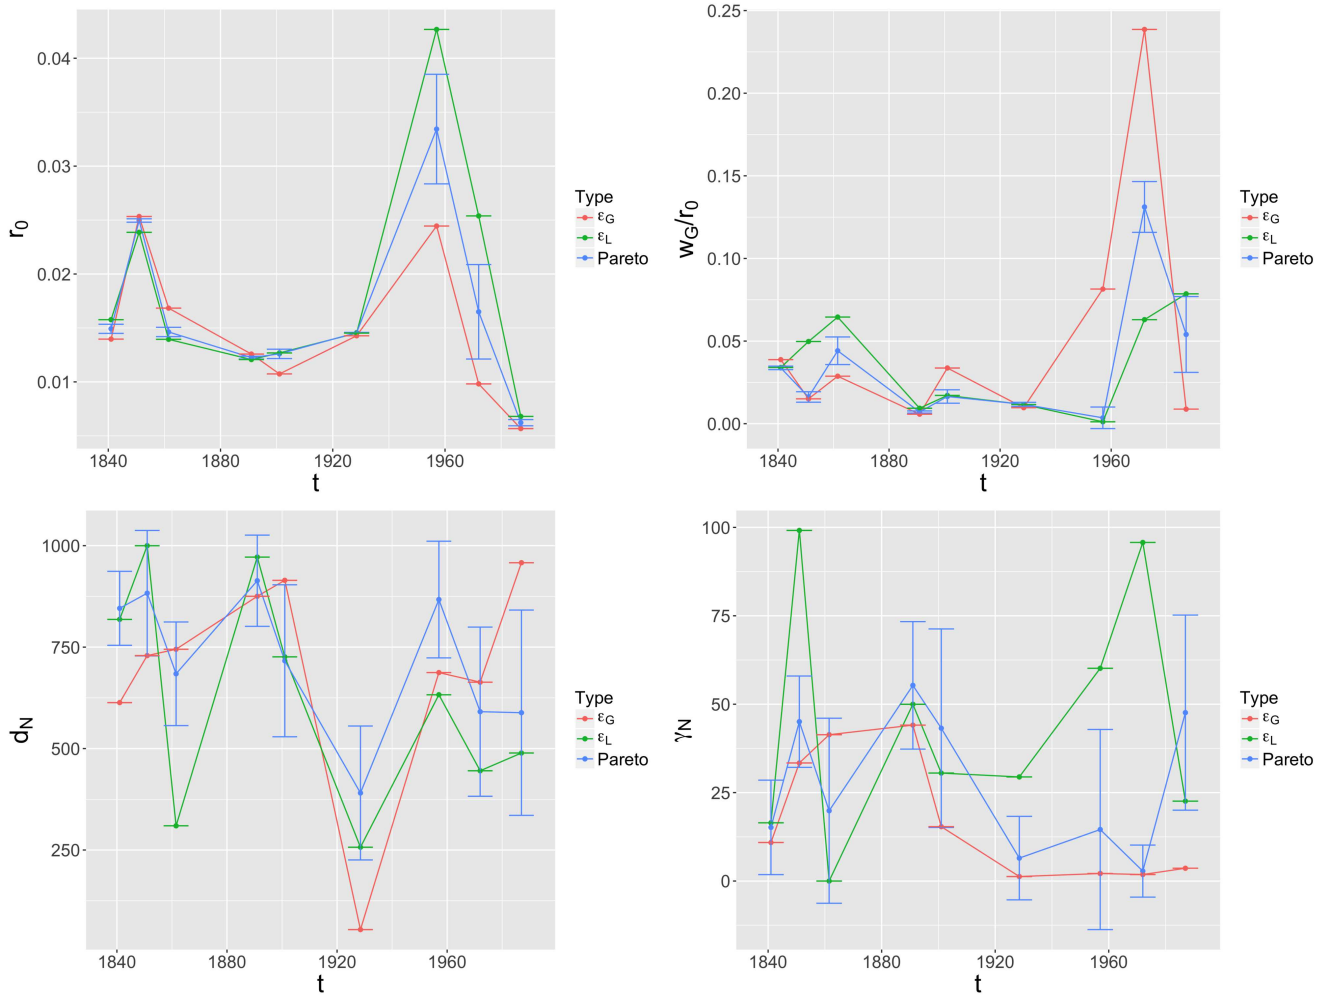 0.04
0.03
0.02
0.01
r0
1840 1880 1920 1960
t
Type
εG
εL
Pareto
0.25
0.20
0.15
0.10
0.05
0.00
wG/r0
1840 1880 1920 1960
t
Type
εG
εL
Pareto
1000
750
500
250
dN
1840 1880 1920 1960
t
Type
εG
εL
Pareto
100
75
50
25
0
γN
1840 1880 1920 1960
t
Type
εG
εL
Pareto